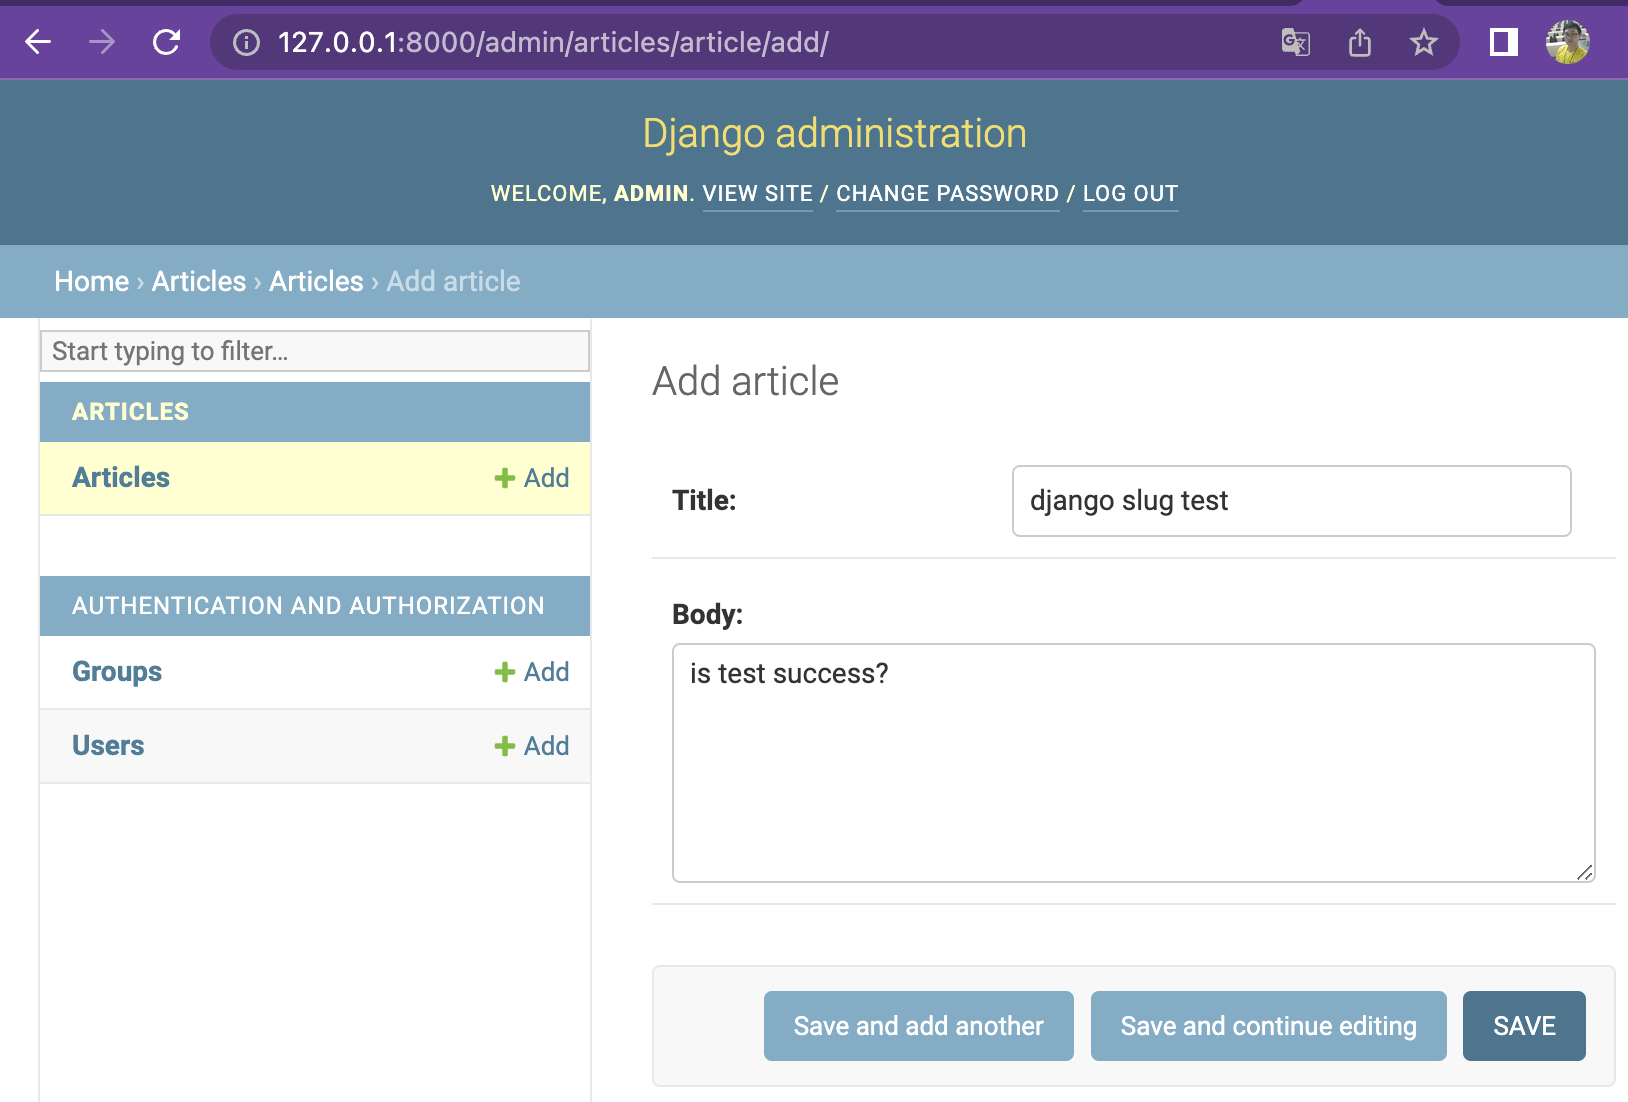 127.0.0.1:8000/admin/articles/article/add/
Django administration
WELCOME, ADMIN. VIEW SITE / CHANGE PASSWORD / LOG OUT
Home › Articles › Articles › Add article
Start typing to filter...
ARTICLES
Articles + Add
AUTHENTICATION AND AUTHORIZATION
Groups + Add
Users + Add
Add article
Title: django slug test
Body:
is test success?
Save and add another Save and continue editing SAVE